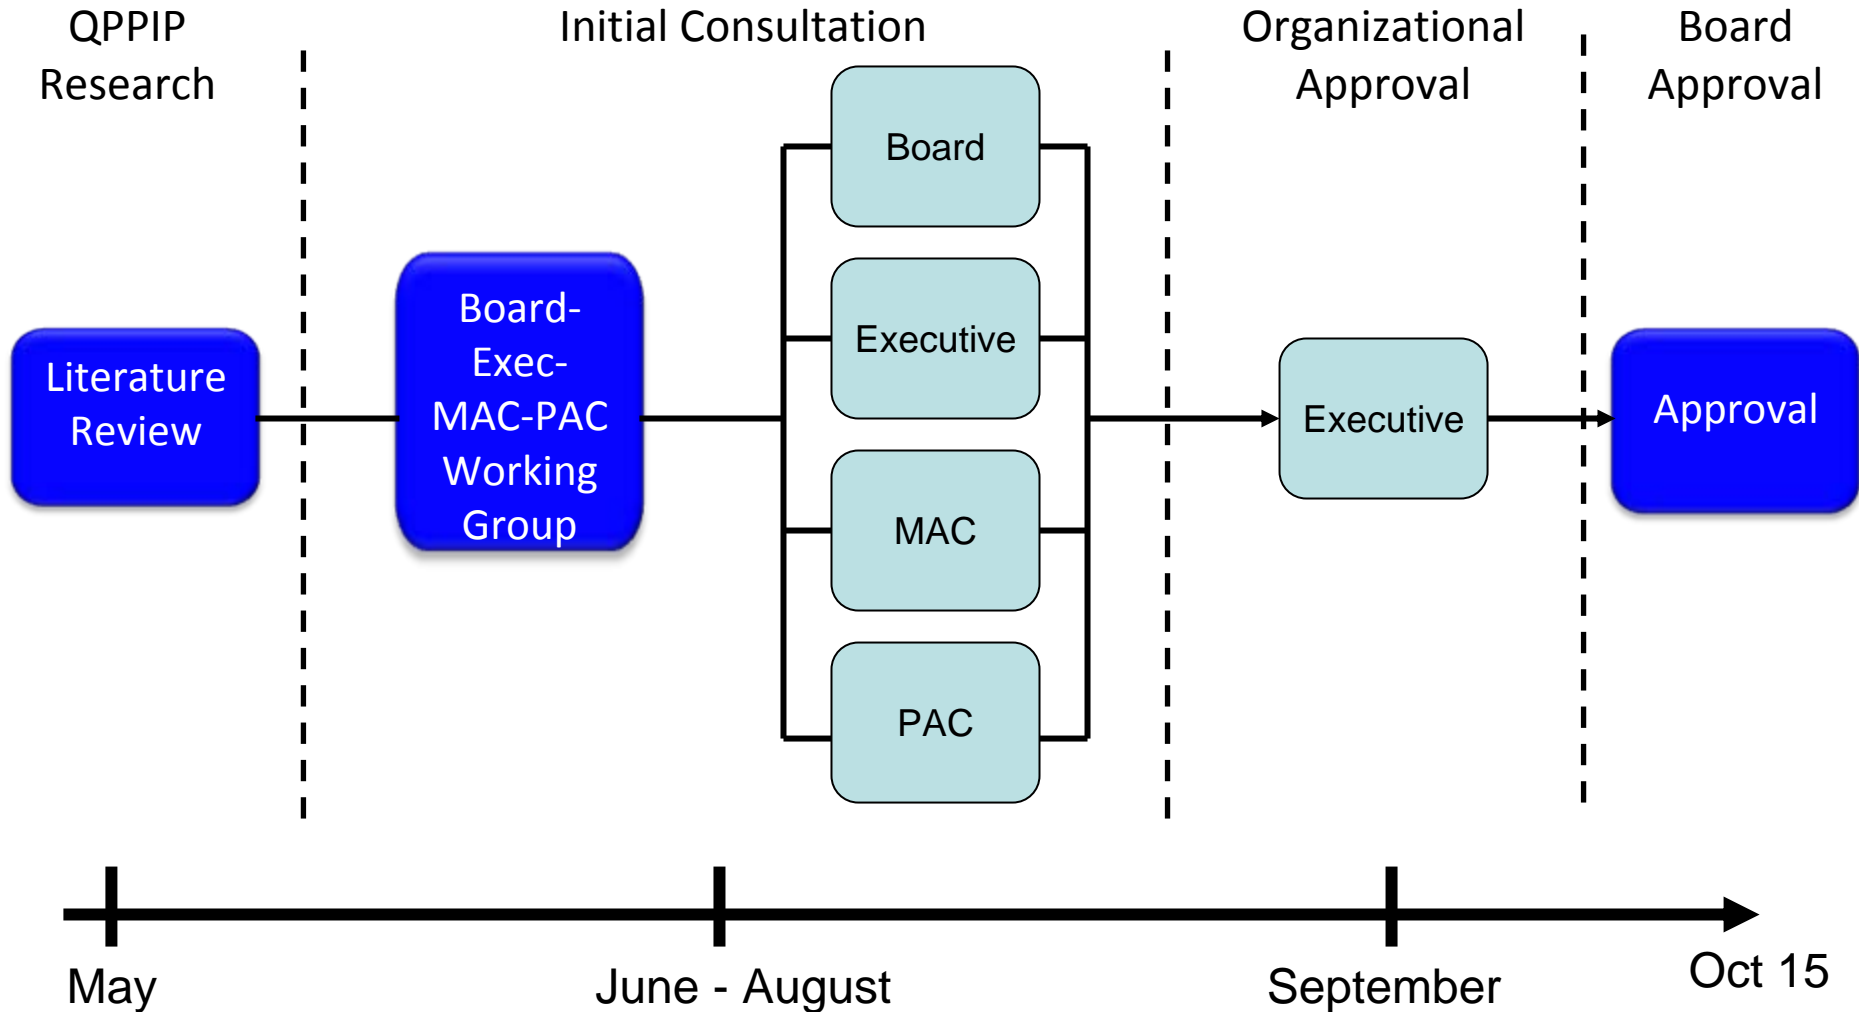 QPPIP
Research
Initial Consultation
Organizational
Approval
Board
Approval
Literature
Review
Board-
Exec-
MAC-PAC
Working
Group
Board
Executive
MAC
PAC
Executive
Approval
May
June - August
September
Oct 15